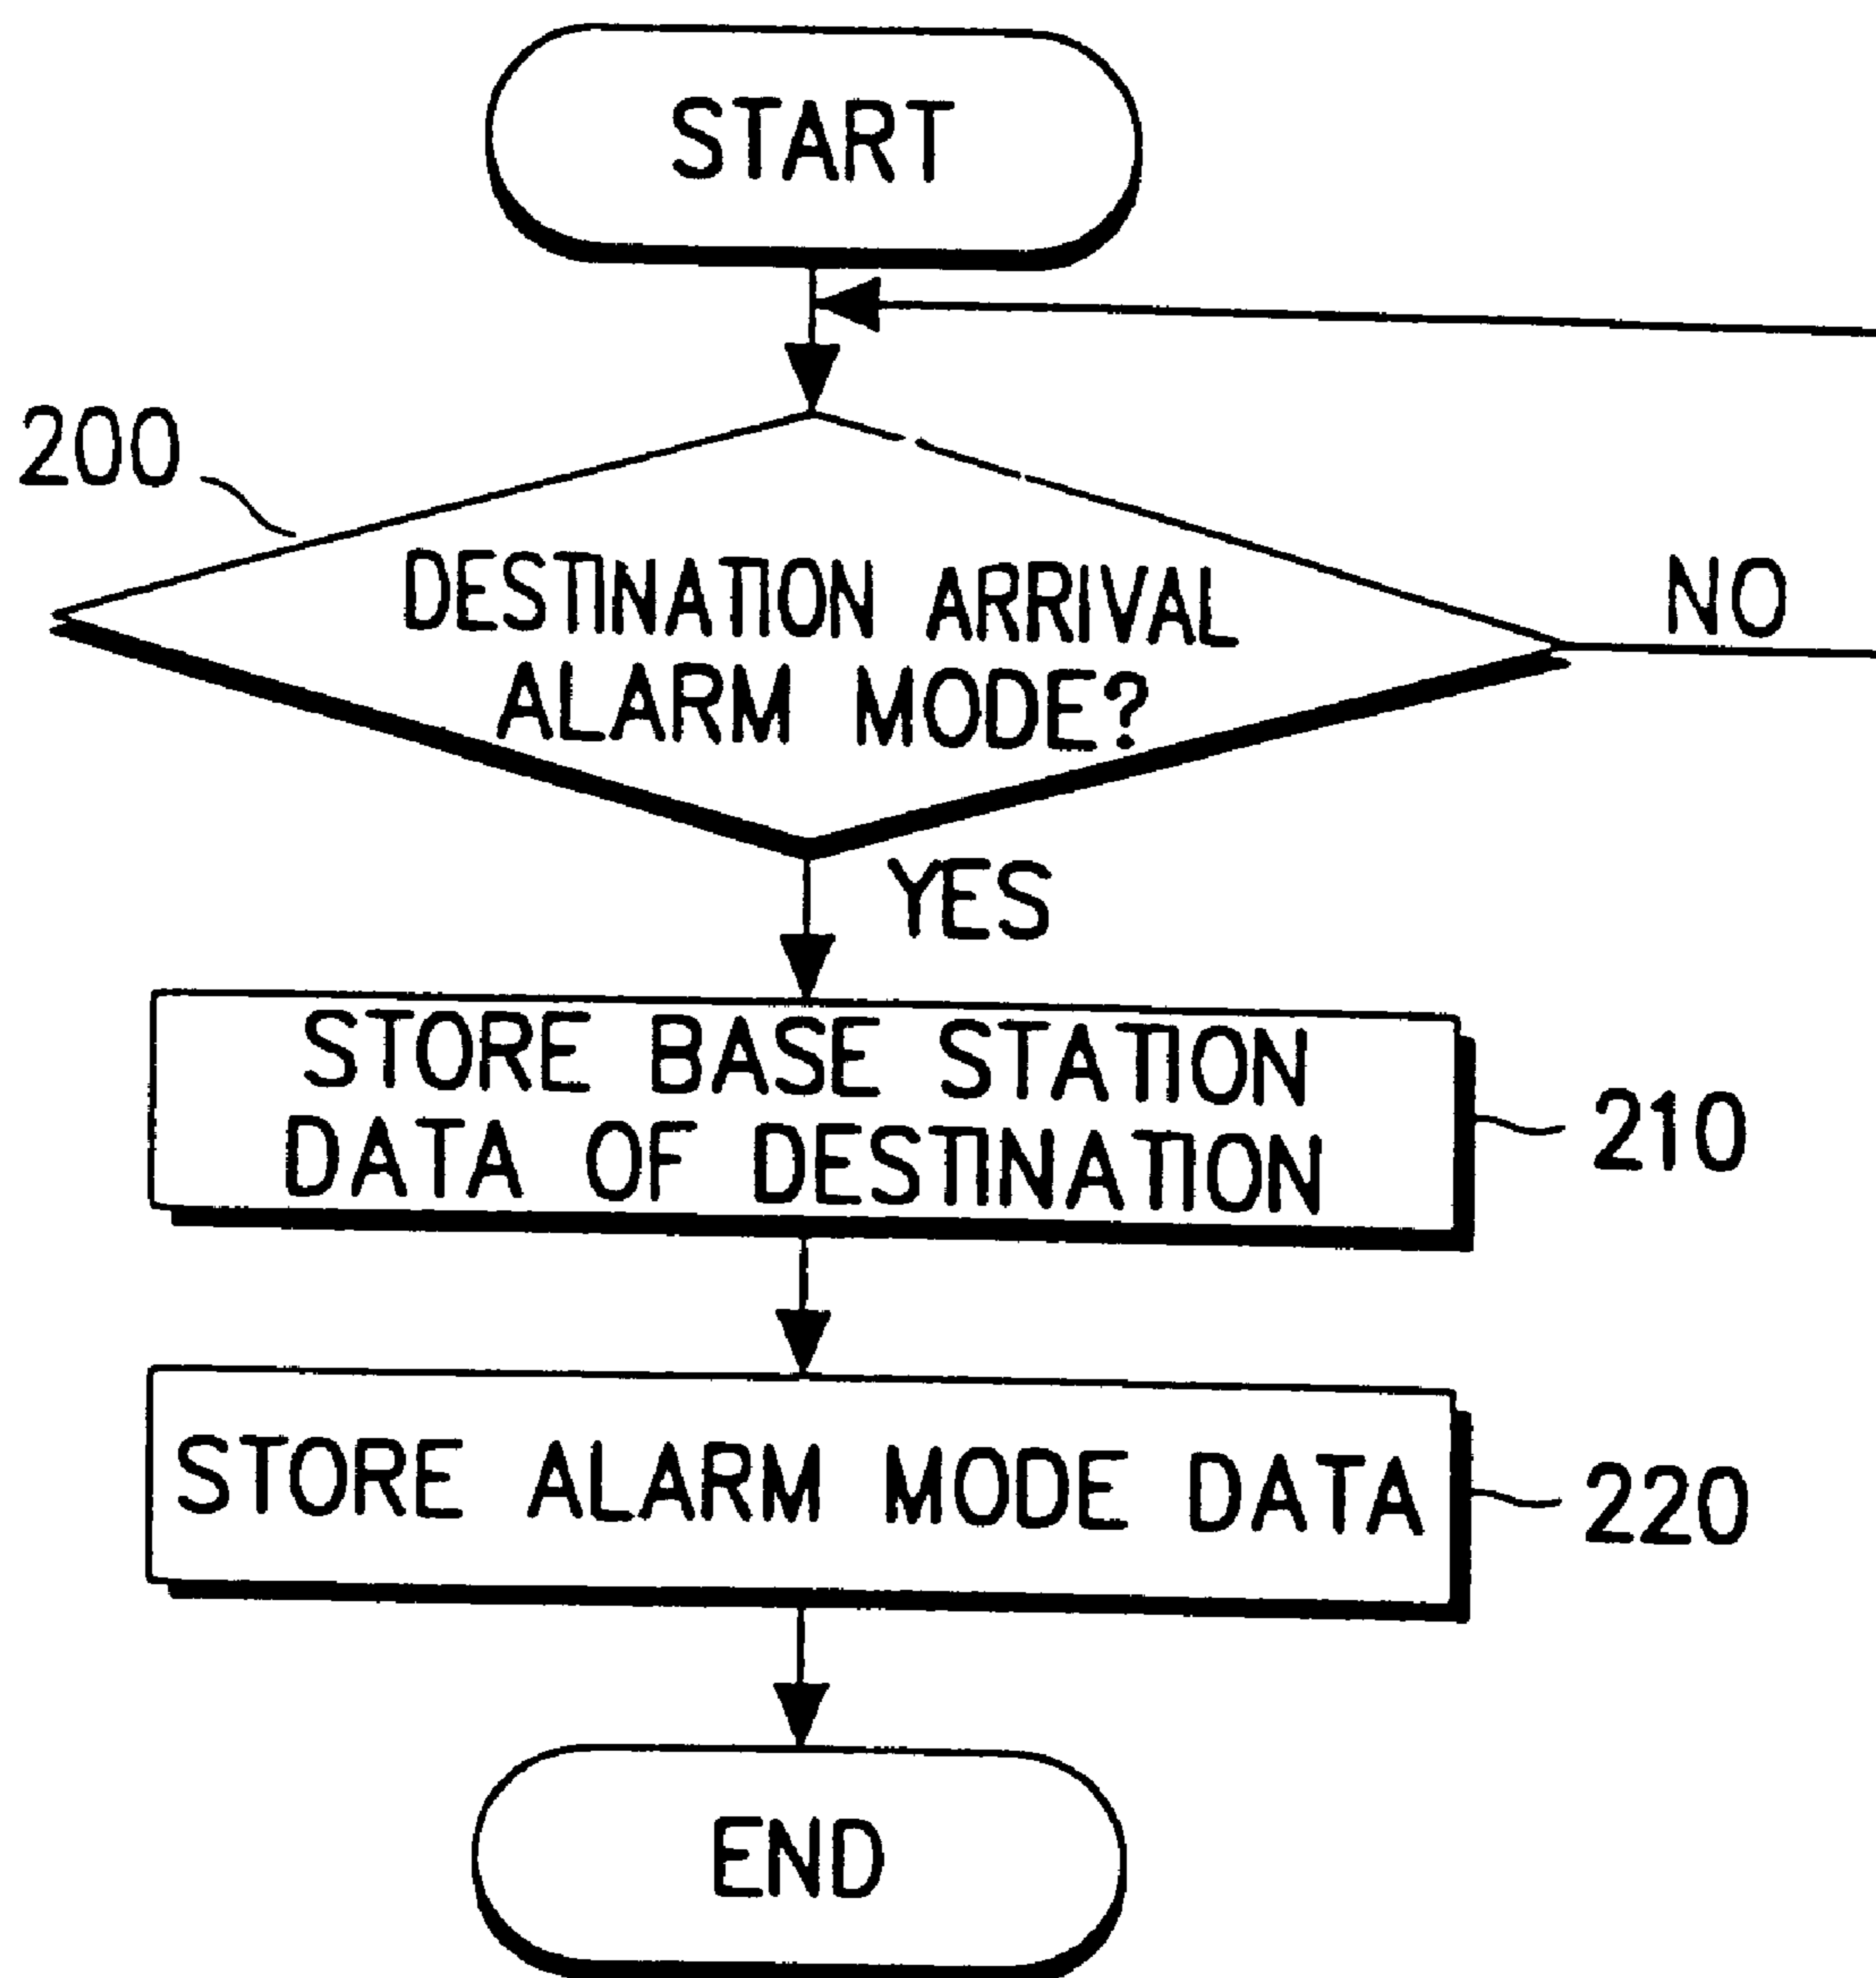 START
200
DESTINATION ARRIVAL
ALARM MODE?
NO
YES
STORE BASE STATION
DATA OF DESTINATION
210
STORE ALARM MODE DATA
220
END